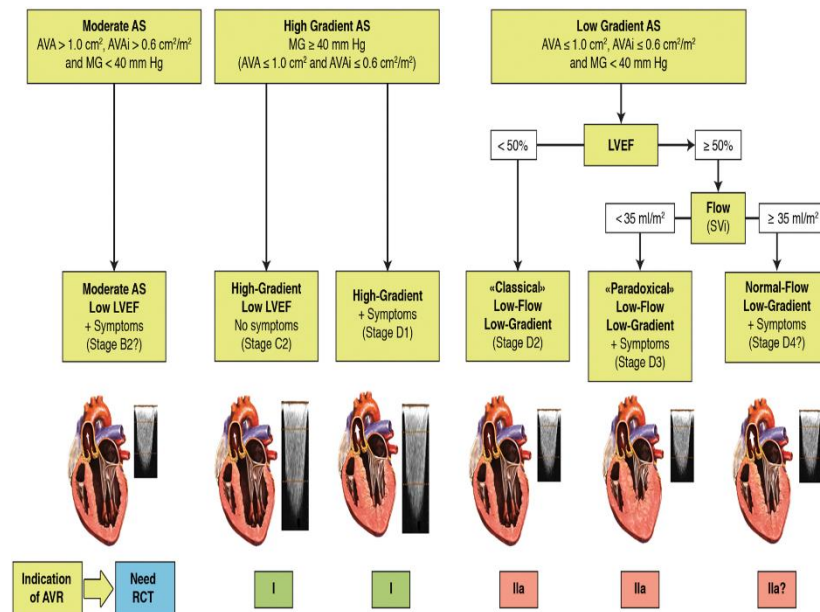 Moderate AS
AVA > 1.0 cm², AVAi > 0.6 cm²/m²
and MG < 40 mm Hg
High Gradient AS
MG ≥ 40 mm Hg
(AVA ≤ 1.0 cm² and AVAi ≤ 0.6 cm²/m²)
Low Gradient AS
AVA ≤ 1.0 cm², AVAi ≤ 0.6 cm²/m²
and MG < 40 mm Hg
< 50%
LVEF
≥ 50%
< 35 ml/m²
Flow
(SVi)
≥ 35 ml/m²
Moderate AS
Low LVEF
+ Symptoms
(Stage B2?)
High-Gradient
Low LVEF
No symptoms
(Stage C2)
High-Gradient
+ Symptoms
(Stage D1)
«Classical»
Low-Flow
Low-Gradient
(Stage D2)
«Paradoxical»
Low-Flow
Low-Gradient
+ Symptoms
(Stage D3)
Normal-Flow
Low-Gradient
+ Symptoms
(Stage D4?)
Indication
of AVR
Need
RCT
I
I
IIa
IIa
IIa?